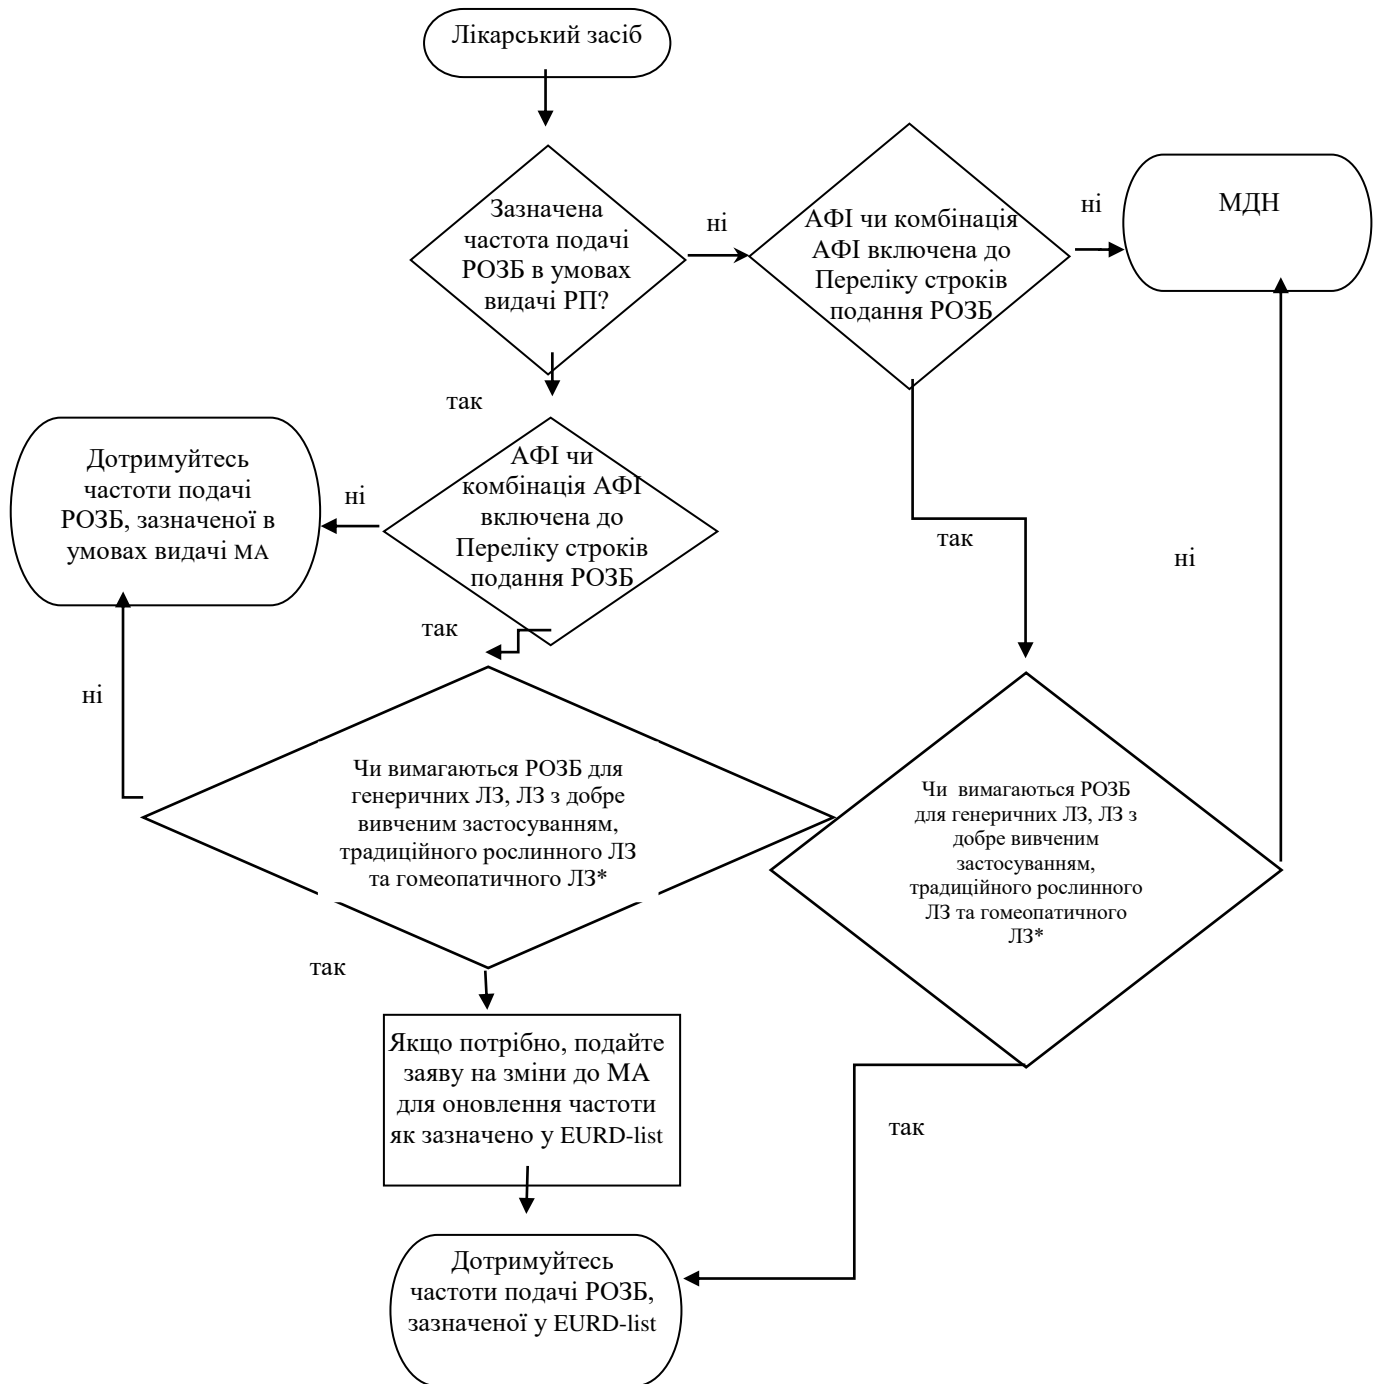 Лікарський засіб
Зазначена
частота подачі
РОЗБ в умовах
видачі РП?
ні
АФІ чи комбінація
АФІ включена до
Переліку строків
подання РОЗБ
ні
МДН
так
Дотримуйтесь
частоти подачі
РОЗБ, зазначеної в
умовах видачі МА
ні
АФІ чи
комбінація АФІ
включена до
Переліку строків
подання РОЗБ
так
ні
так
ні
Чи вимагаються РОЗБ для
генеричних ЛЗ, ЛЗ з добре
вивченим застосуванням,
традиційного рослинного ЛЗ
та гомеопатичного ЛЗ*
Чи вимагаються РОЗБ
для генеричних ЛЗ, ЛЗ з
добре вивченим
застосуванням,
традиційного рослинного
ЛЗ та гомеопатичного
ЛЗ*
так
Якщо потрібно, подайте
заяву на зміни до МА
для оновлення частоти
як зазначено у EURD-list
так
Дотримуйтесь
частоти подачі РОЗБ,
зазначеної у EURD-list